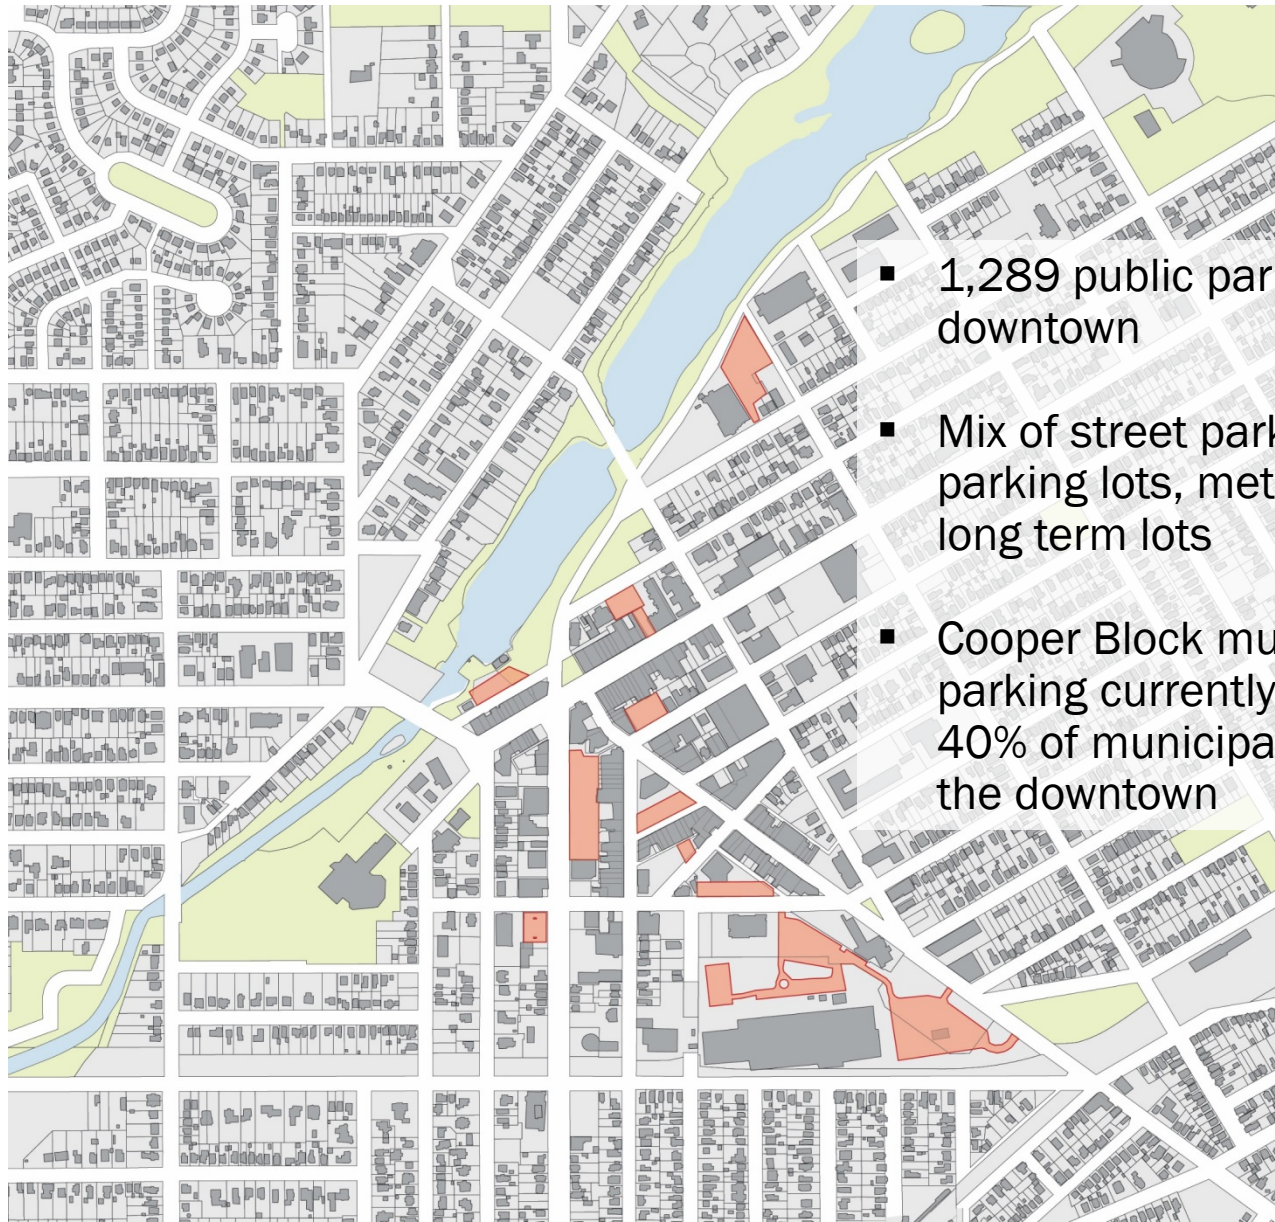 ▪ 1,289 public par
downtown
▪ Mix of street park
parking lots, met
long term lots
▪ Cooper Block mu
parking currently
40% of municipa
the downtown